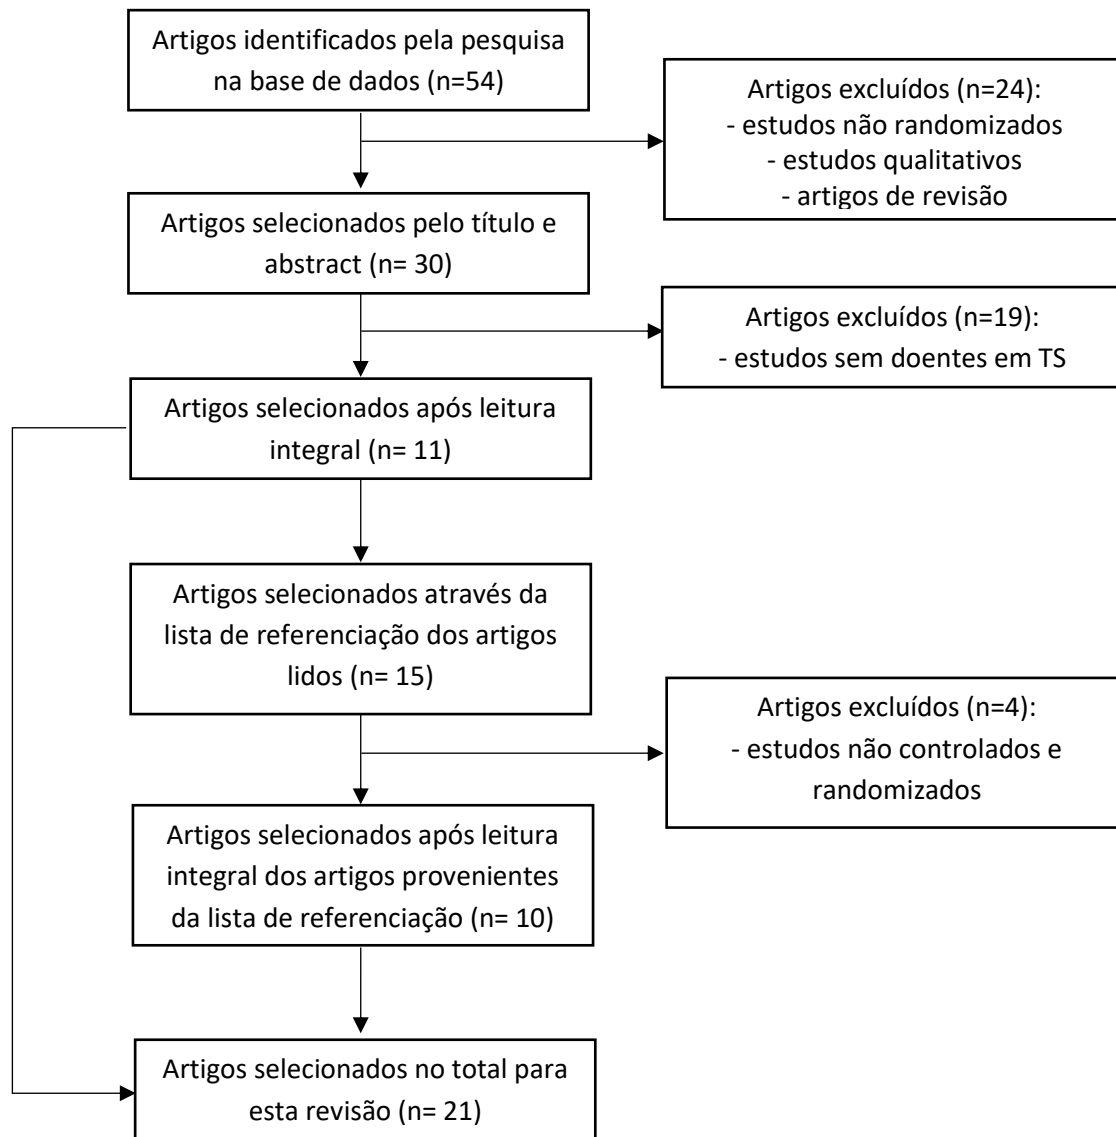 Artigos identificados pela pesquisa
na base de dados (n=54)
Artigos excluídos (n=24):
- estudos não randomizados
- estudos qualitativos
- artigos de revisão
Artigos selecionados pelo título e
abstract (n= 30)
Artigos excluídos (n=19):
- estudos sem doentes em TS
Artigos selecionados após leitura
integral (n= 11)
Artigos selecionados através da
lista de referenciação dos artigos
lidos (n= 15)
Artigos excluídos (n=4):
- estudos não controlados e
randomizados
Artigos selecionados após leitura
integral dos artigos provenientes
da lista de referenciação (n= 10)
Artigos selecionados no total para
esta revisão (n= 21)